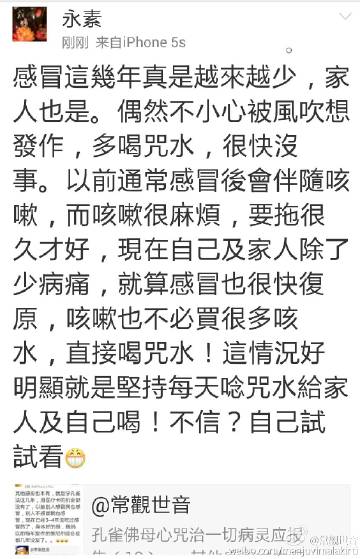 永素
刚刚 来自iPhone 5s
感冒這幾年真是越來越少，家
人也是。偶然不小心被風吹想
發作，多喝咒水，很快沒
事。以前通常感冒後會伴隨咳
嗽，而咳嗽很麻煩，要拖很
久才好，現在自己及家人除了
少病痛，就算感冒也很快復
原，咳嗽也不必買很多咳
水，直接喝咒水！這情況好
明顯就是堅持每天唸咒水給家
人及自己喝！不信？自己試
試看😁
@常觀世音
孔雀佛母心咒治一切病灵应